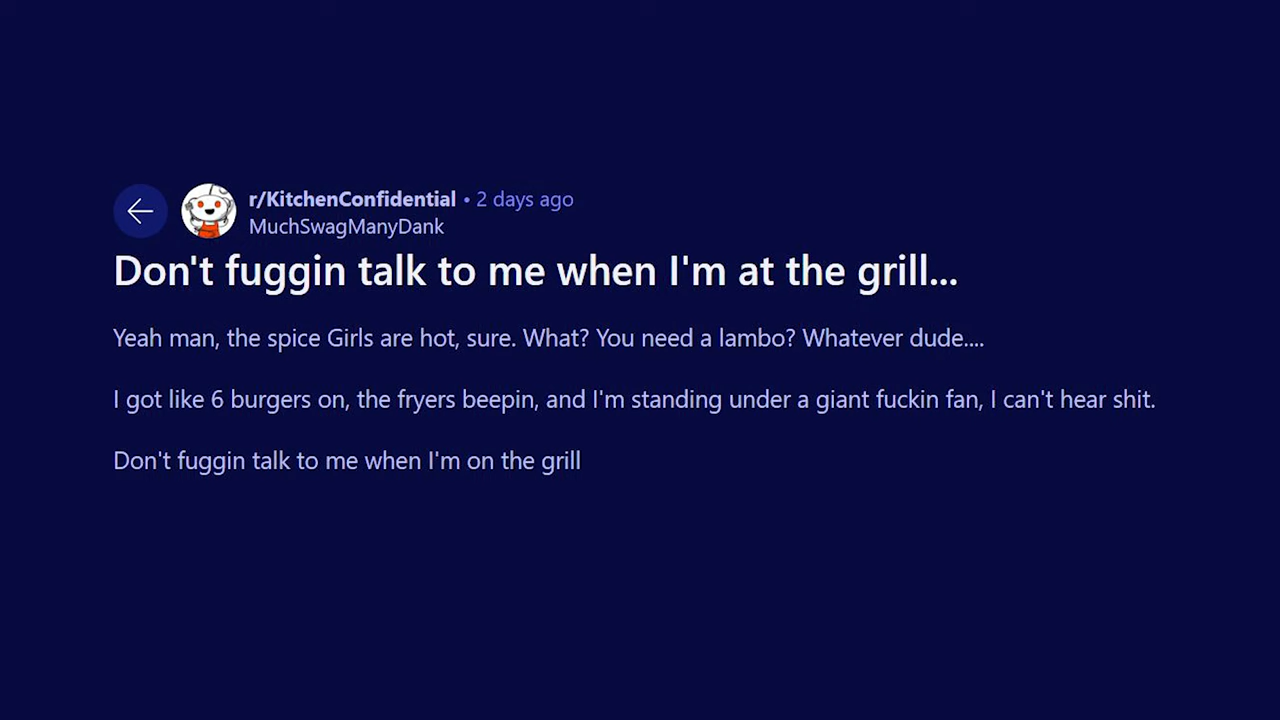 r/KitchenConfidential • 2 days ago
MuchSwagManyDank
Don't fuggin talk to me when I'm at the grill...
Yeah man, the spice Girls are hot, sure. What? You need a lambo? Whatever dude....
I got like 6 burgers on, the fryers beepin, and I'm standing under a giant fuckin fan, I can't hear shit.
Don't fuggin talk to me when I'm on the grill